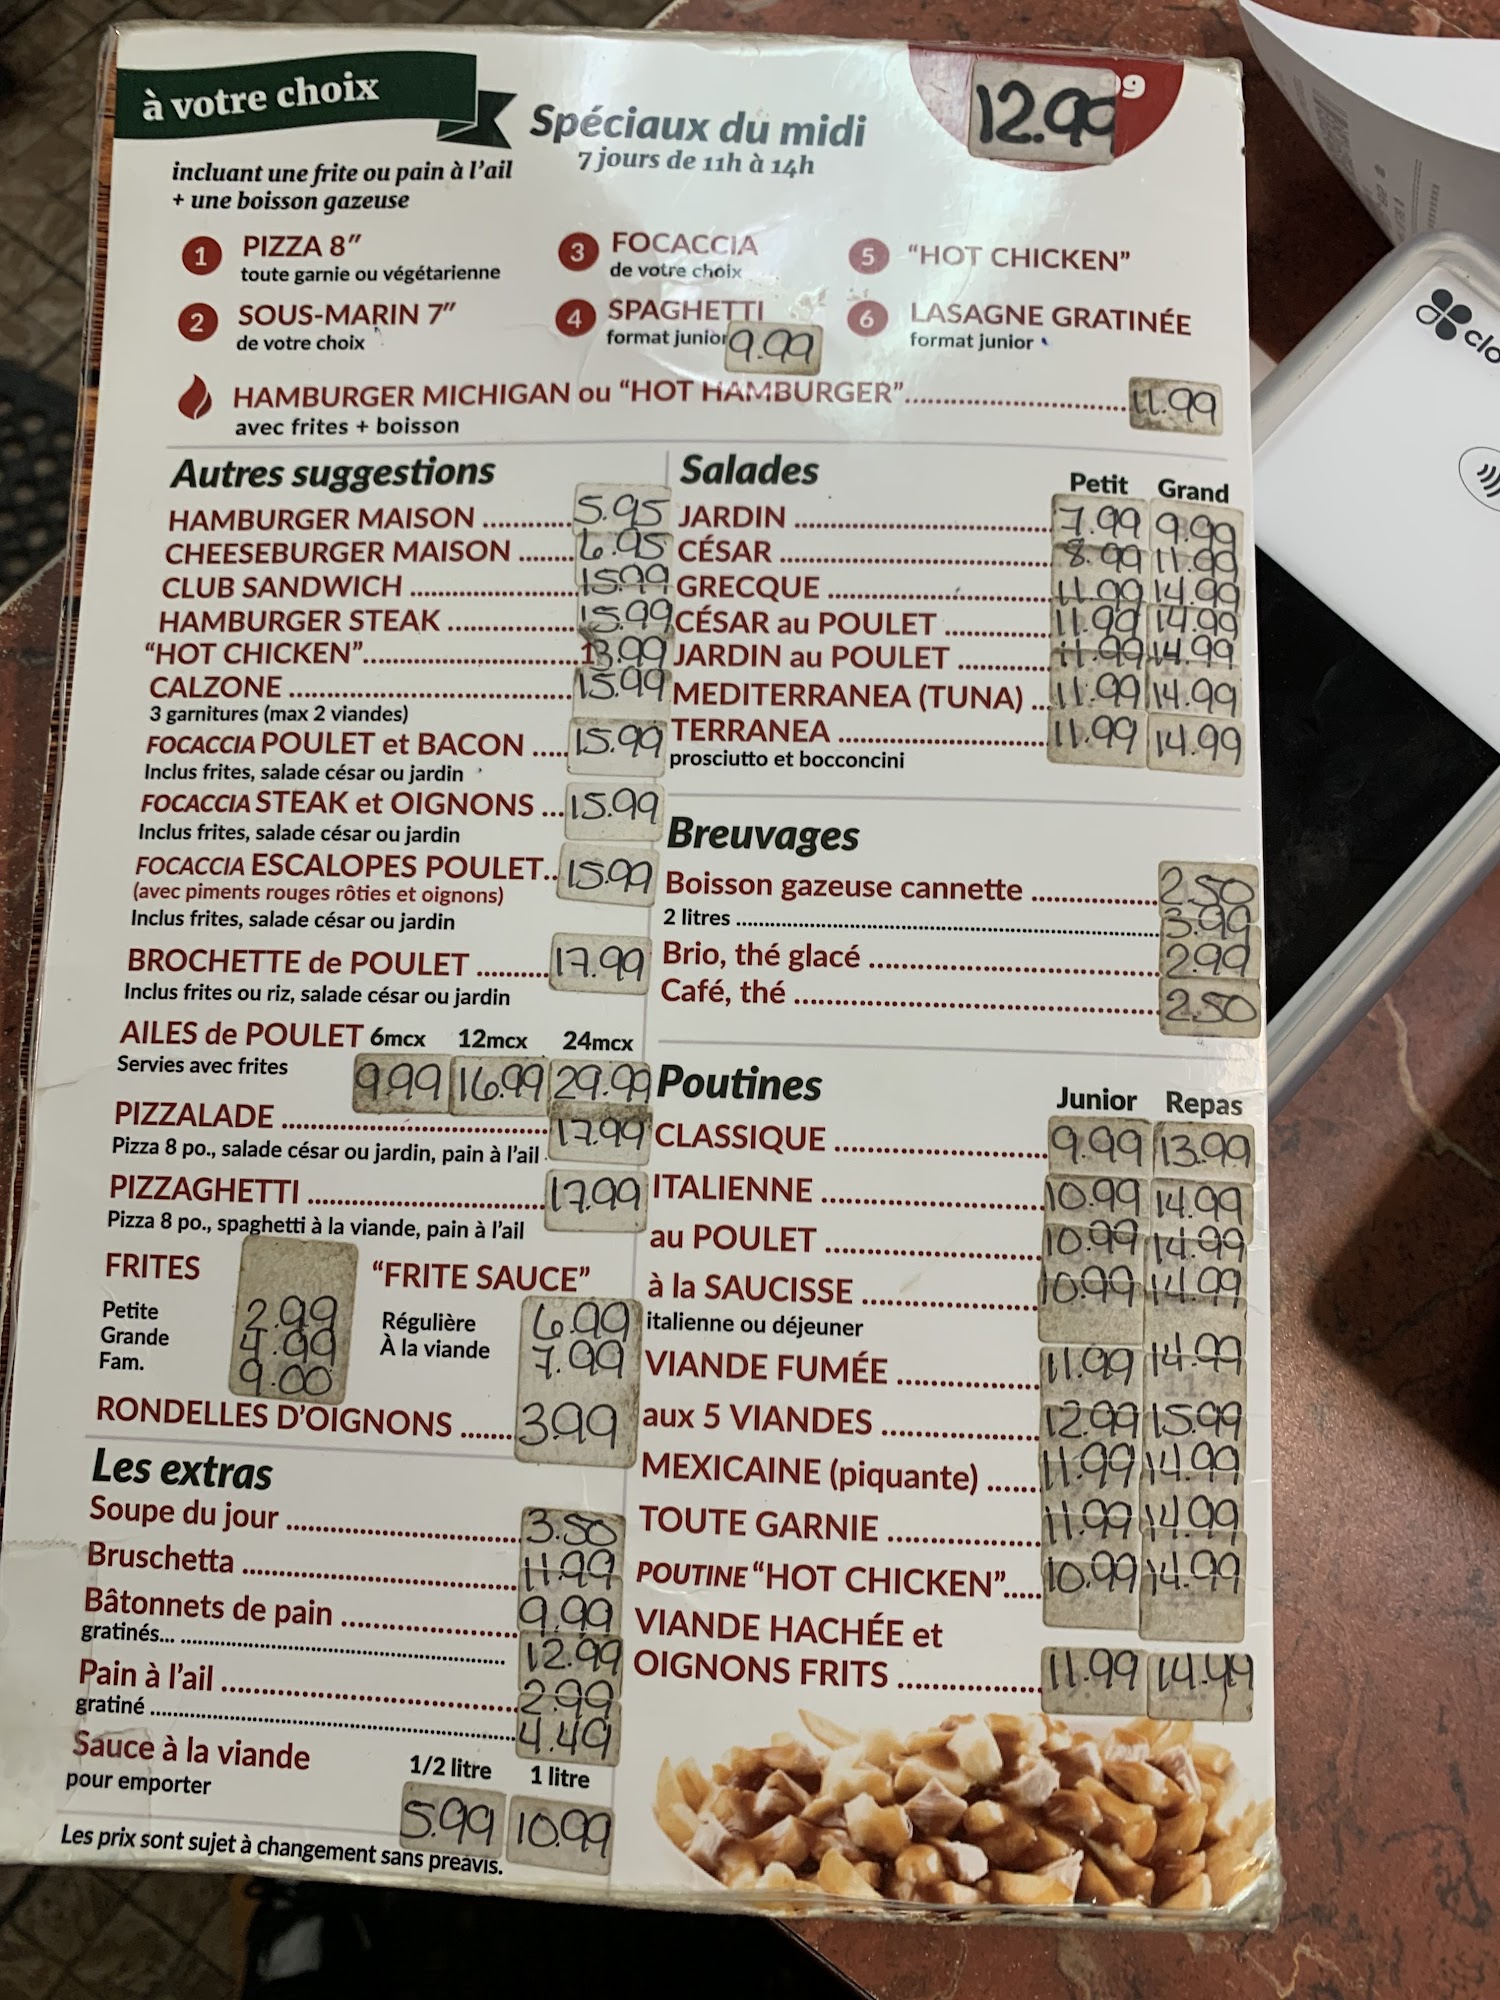 à votre choix
Spéciaux du midi
7 jours de 11h à 14h
12.99
incluant une frite ou pain à l'ail
+ une boisson gazeuse
1 PIZZA 8"
toute garnie ou végétarienne
2 SOUS-MARIN 7"
de votre choix
3 FOCACCIA
de votre choix
4 SPAGHETTI
format junior 9.99
5 "HOT CHICKEN"
6 LASAGNE GRATINÉE
format junior
HAMBURGER MICHIGAN ou "HOT HAMBURGER"..... 11.99
avec frites + boisson
Autres suggestions
HAMBURGER MAISON ..... 5.95
CHEESEBURGER MAISON ..... 6.95
CLUB SANDWICH ..... 15.99
HAMBURGER STEAK ..... 15.99
"HOT CHICKEN"..... 13.99
CALZONE ..... 15.99
3 garnitures (max 2 viandes)
FOCACCIA POULET et BACON ..... 15.99
Inclus frites, salade césar ou jardin
FOCACCIA STEAK et OIGNONS ... 15.99
Inclus frites, salade césar ou jardin
FOCACCIA ESCALOPES POULET.. 15.99
(avec piments rouges rôties et oignons)
Inclus frites, salade césar ou jardin
BROCHETTE de POULET ..... 17.99
Inclus frites ou riz, salade césar ou jardin
AILES de POULET 6mcx 12mcx 24mcx
Servies avec frites 9.99 16.99 29.99
PIZZALADE ..... 17.99
Pizza 8 po., salade césar ou jardin, pain à l'ail .
PIZZAGHETTI ..... 17.99
Pizza 8 po., spaghetti à la viande, pain à l'ail
FRITES
Petite 2.99
Grande 4.99
Fam. 9.00
"FRITE SAUCE"
Régulière 6.99
À la viande 7.99
RONDELLES D'OIGNONS ..... 3.99
Les extras
Soupe du jour ..... 3.50
Bruschetta ..... 11.99
Bâtonnets de pain ..... 9.99
gratinés... ..... 12.99
Pain à l'ail ..... 2.99
gratiné ..... 4.49
Sauce à la viande 1/2 litre 1 litre
pour emporter 5.99 10.99
Les prix sont sujet à changement sans préavis.
Salades Petit Grand
JARDIN ..... 7.99 9.99
CÉSAR ..... 8.99 11.99
GRECQUE ..... 11.99 14.99
CÉSAR au POULET ..... 11.99 14.99
JARDIN au POULET ..... 11.99 14.99
MEDITERRANEA (TUNA) ... 11.99 14.99
TERRANEA ..... 11.99 14.99
prosciutto et bocconcini
Breuvages
Boisson gazeuse cannette ..... 2.50
2 litres ..... 3.99
Brio, thé glacé ..... 2.99
Café, thé ..... 2.50
Poutines Junior Repas
CLASSIQUE ..... 9.99 13.99
ITALIENNE ..... 10.99 14.99
au POULET ..... 10.99 14.99
à la SAUCISSE ..... 10.99 14.99
italienne ou déjeuner
VIANDE FUMÉE ..... 11.99 14.99
aux 5 VIANDES ..... 12.99 15.99
MEXICAINE (piquante) ..... 11.99 14.99
TOUTE GARNIE ..... 11.99 14.99
POUTINE "HOT CHICKEN"..... 10.99 14.99
VIANDE HACHÉE et
OIGNONS FRITS ..... 11.99 14.49
clo